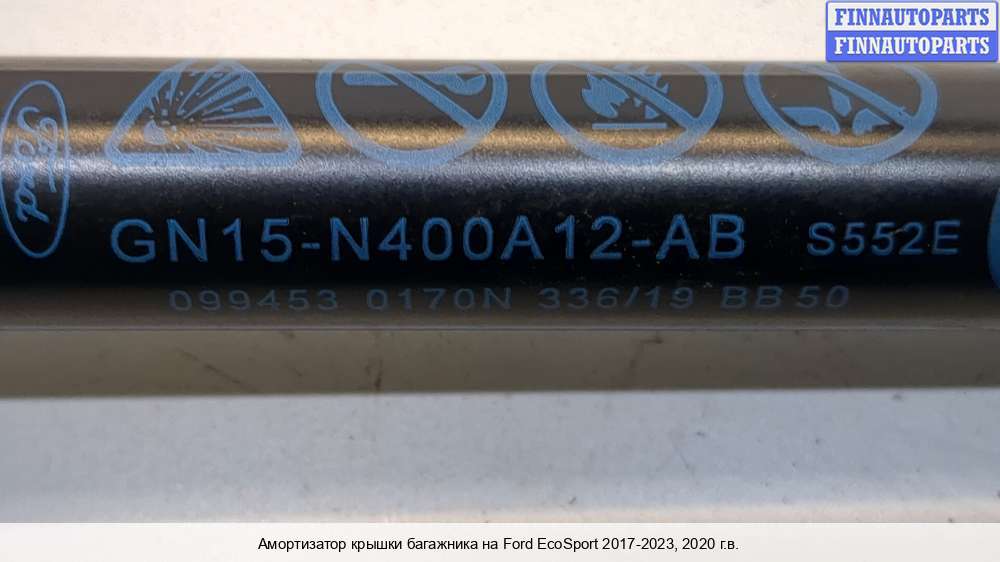 FINNAUTOPARTS
FINNAUTOPARTS
Ford
GN15-N400A12-AB S552E
099453 0170N 336/19 BB50
Амортизатор крышки багажника на Ford EcoSport 2017-2023, 2020 г.в.